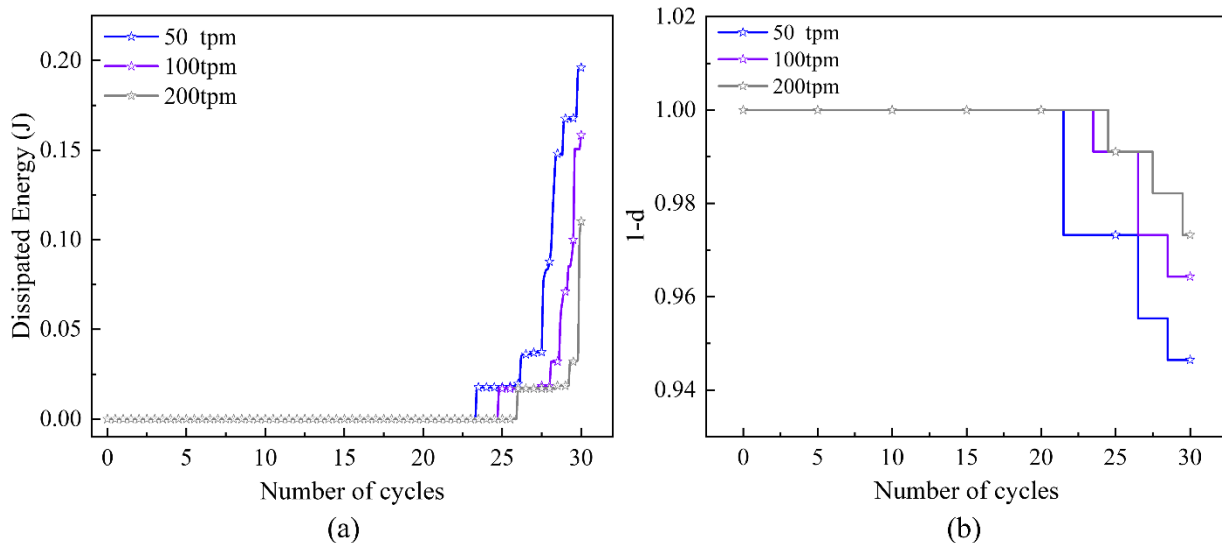 50 tpm
100tpm
200tpm
0.20
0.15
0.10
0.05
0.00
Dissipated Energy (J)
0 5 10 15 20 25 30
Number of cycles
(a)
50 tpm
100tpm
200tpm
1.02
1.00
0.98
0.96
0.94
1-d
0 5 10 15 20 25 30
Number of cycles
(b)